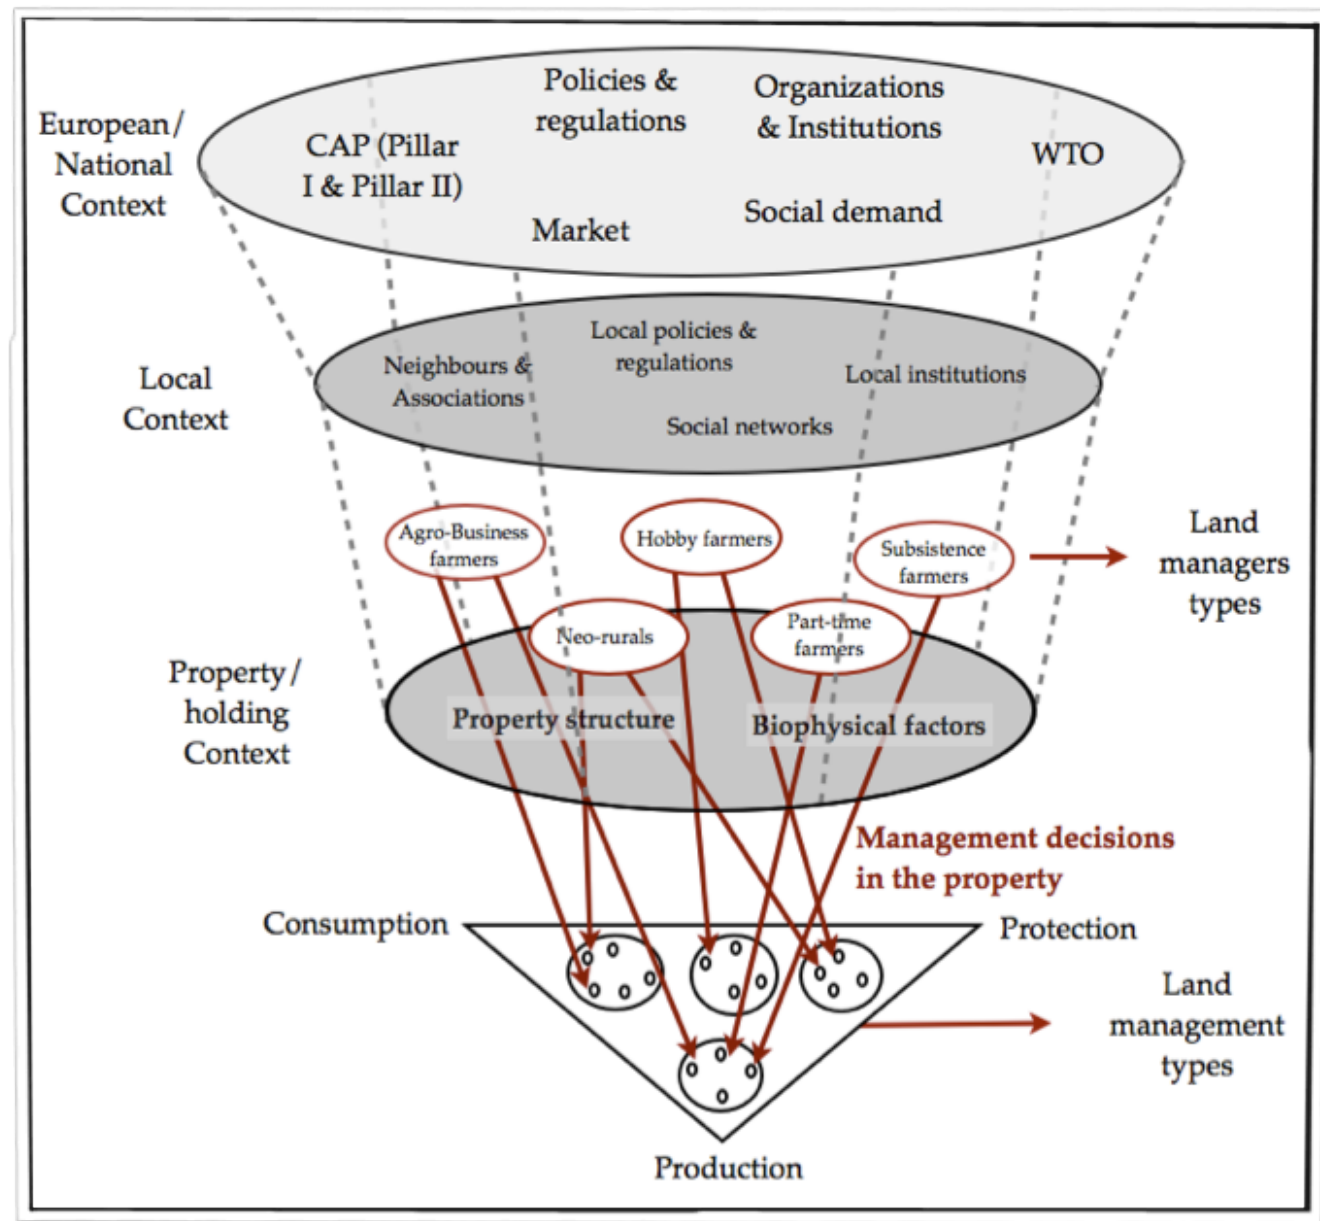 European/
National
Context
CAP (Pillar
I & Pillar II)
Policies &
regulations
Organizations
& Institutions
WTO
Market
Social demand
Local
Context
Neighbours &
Associations
Local policies &
regulations
Local institutions
Social networks
Agro-Business
farmers
Hobby farmers
Subsistence
farmers
Land
managers
types
Neo-rurals
Part-time
farmers
Property/
holding
Context
Property structure
Biophysical factors
Management decisions
in the property
Consumption
Protection
Land
management
types
Production